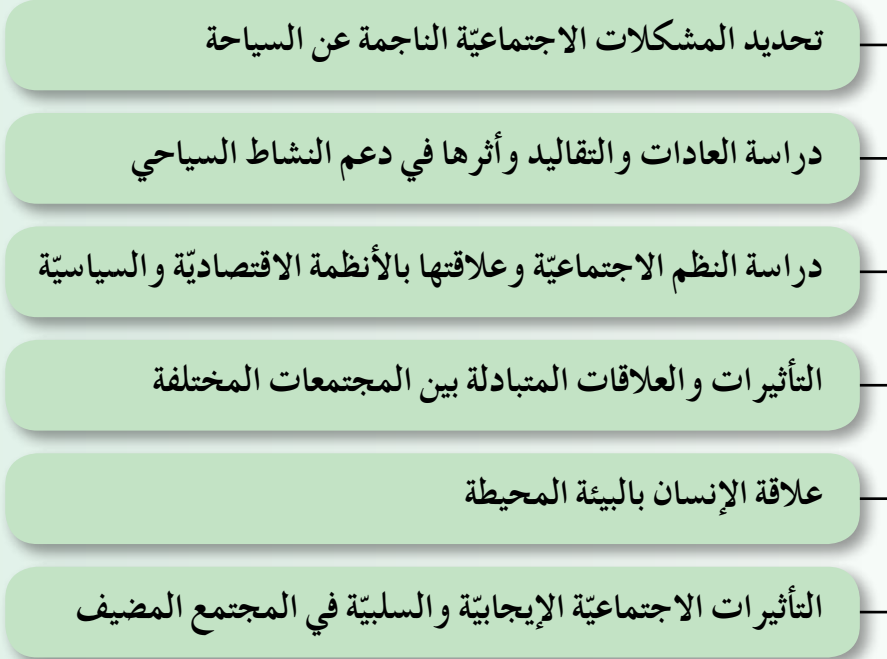 تحديد المشكلات الاجتماعيّة الناجمة عن السياحة
دراسة العادات والتقاليد وأثرها في دعم النشاط السياحي
دراسة النظم الاجتماعيّة وعلاقتها بالأنظمة الاقتصاديّة والسياسيّة
التأثيرات والعلاقات المتبادلة بين المجتمعات المختلفة
علاقة الإنسان بالبيئة المحيطة
التأثيرات الاجتماعيّة الإيجابيّة والسلبيّة في المجتمع المضيف